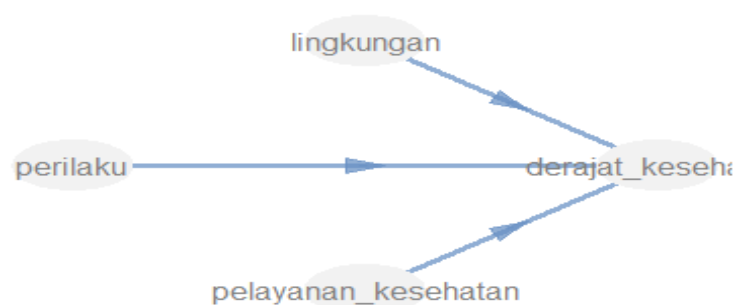 lingkungan
perilaku
derajat_keseha
pelayanan_kesehatan